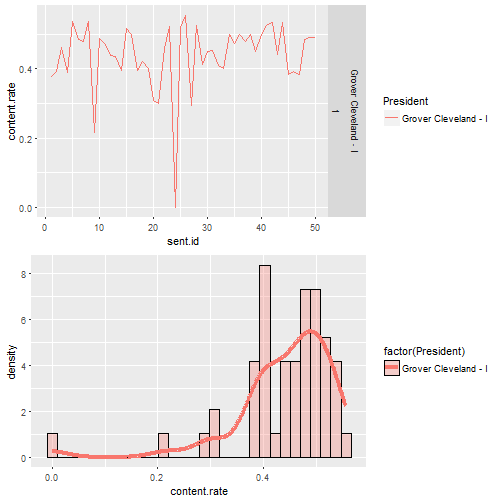 content.rate
0.4
0.2
0.0
0
10
20
30
40
50
sent.id
Grover Cleveland - I
1
President
Grover Cleveland - I
density
8
6
4
2
0
0.0
0.2
0.4
content.rate
factor(President)
Grover Cleveland - I